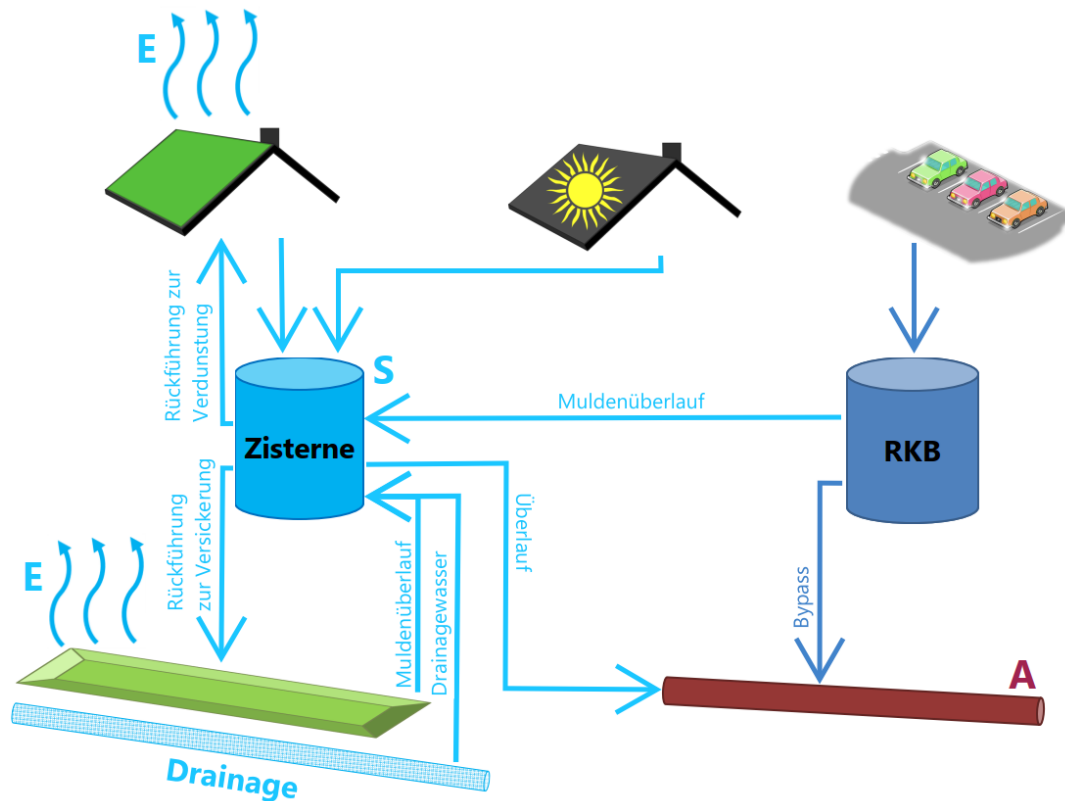 E
Rückführung zur
Verdunstung
S
Zisterne
Muldenüberlauf
RKB
Rückführung
zur Versickerung
Überlauf
Muldenüberlauf
Drainagewasser
Bypass
E
A
Drainage